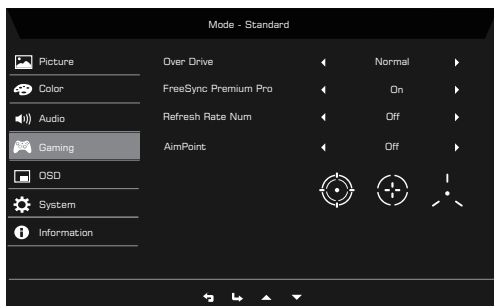 Mode - Standard
Picture
Over Drive Normal
Color
FreeSync Premium Pro On
Audio
Refresh Rate Num Off
Gaming
AimPoint Off
OSD
System
Information